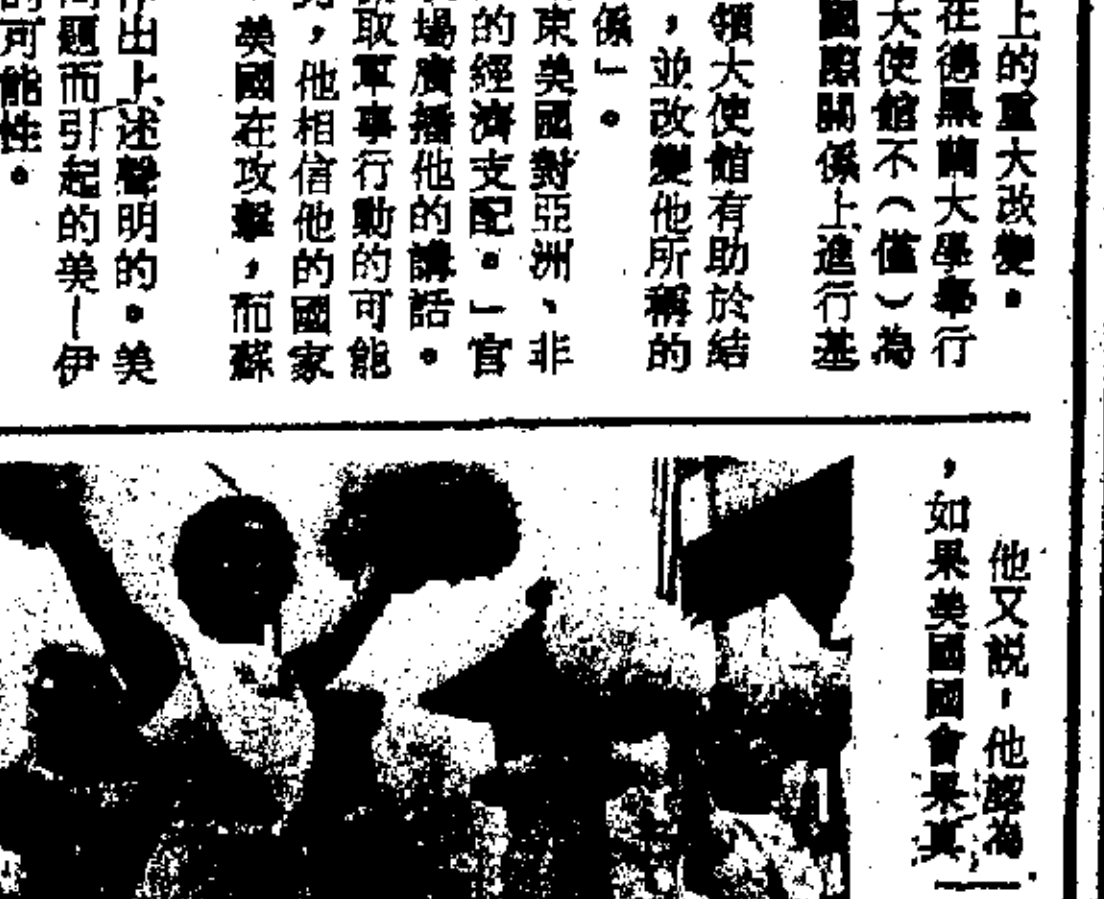 上的重大改變。
在德黑蘭大學舉行
大使館不（僅）為
國際關係上進行基
領大使館有助於結
，並改變他所稱的
係」。
東美國對亞洲、非
的經濟支配。」官
場廣播他的講話。
取軍事行動的可能
，他相信他的國家
美國在攻擊，而蘇
作出上述聲明的。美
問題而引起的美—伊
的可能性。
他又説，他認為
，如果美國國會果真